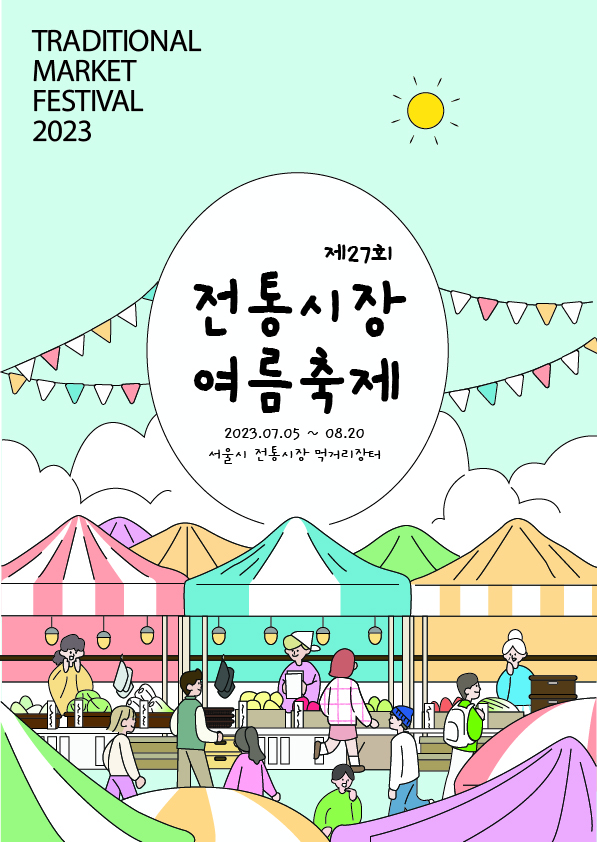 TRADITIONAL
MARKET
FESTIVAL
2023
제27회
전통시장
여름축제
2023.07.05 ~ 08.20
서울시 전통시장 먹거리장터